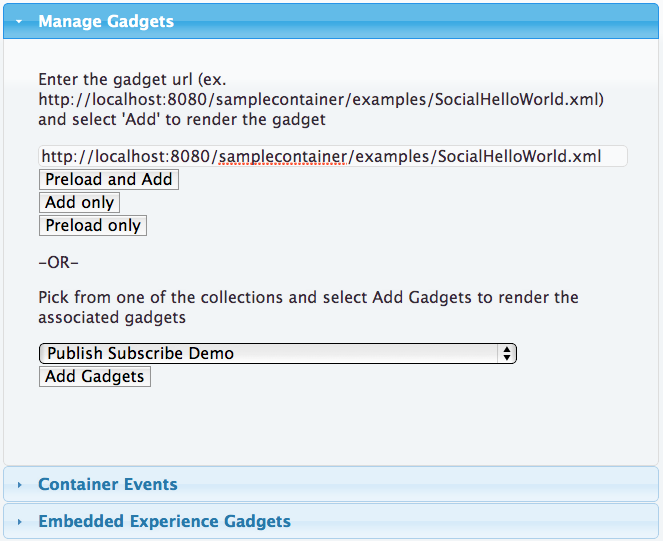 Manage Gadgets
Enter the gadget url (ex.
http://localhost:8080/samplecontainer/examples/SocialHelloWorld.xml)
and select 'Add' to render the gadget
http://localhost:8080/samplecontainer/examples/SocialHelloWorld.xml
Preload and Add
Add only
Preload only
–OR–
Pick from one of the collections and select Add Gadgets to render the
associated gadgets
Publish Subscribe Demo
Add Gadgets
Container Events
Embedded Experience Gadgets